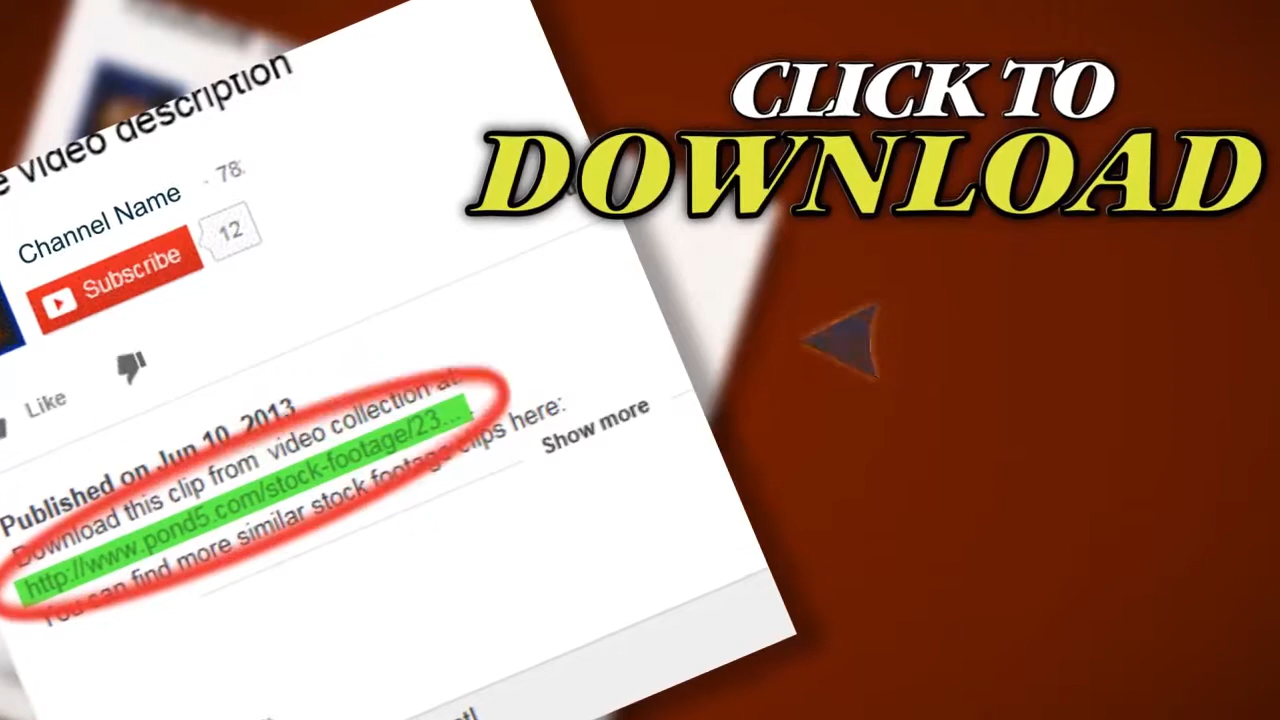 CLICK TO
DOWNLOAD
video description
Channel Name
78
Subscribe
12
Like
Published on Jun 10, 2013
Download this clip from video collection at:
http://www.pond5.com/stock-footage/23...
You can find more similar stock footage clips here:
Show more